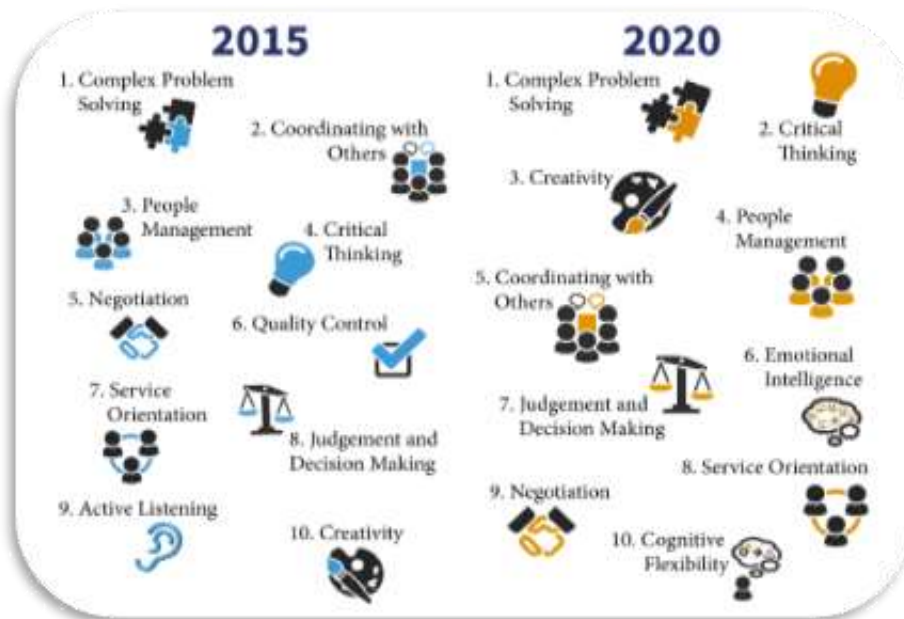 2015
1. Complex Problem
Solving
2. Coordinating with
Others
3. People
Management
4. Critical
Thinking
5. Negotiation
6. Quality Control
7. Service
Orientation
8. Judgement and
Decision Making
9. Active Listening
10. Creativity
2020
1. Complex Problem
Solving
2. Critical
Thinking
3. Creativity
4. People
Management
5. Coordinating with
Others
6. Emotional
Intelligence
7. Judgement and
Decision Making
8. Service Orientation
9. Negotiation
10. Cognitive
Flexibility